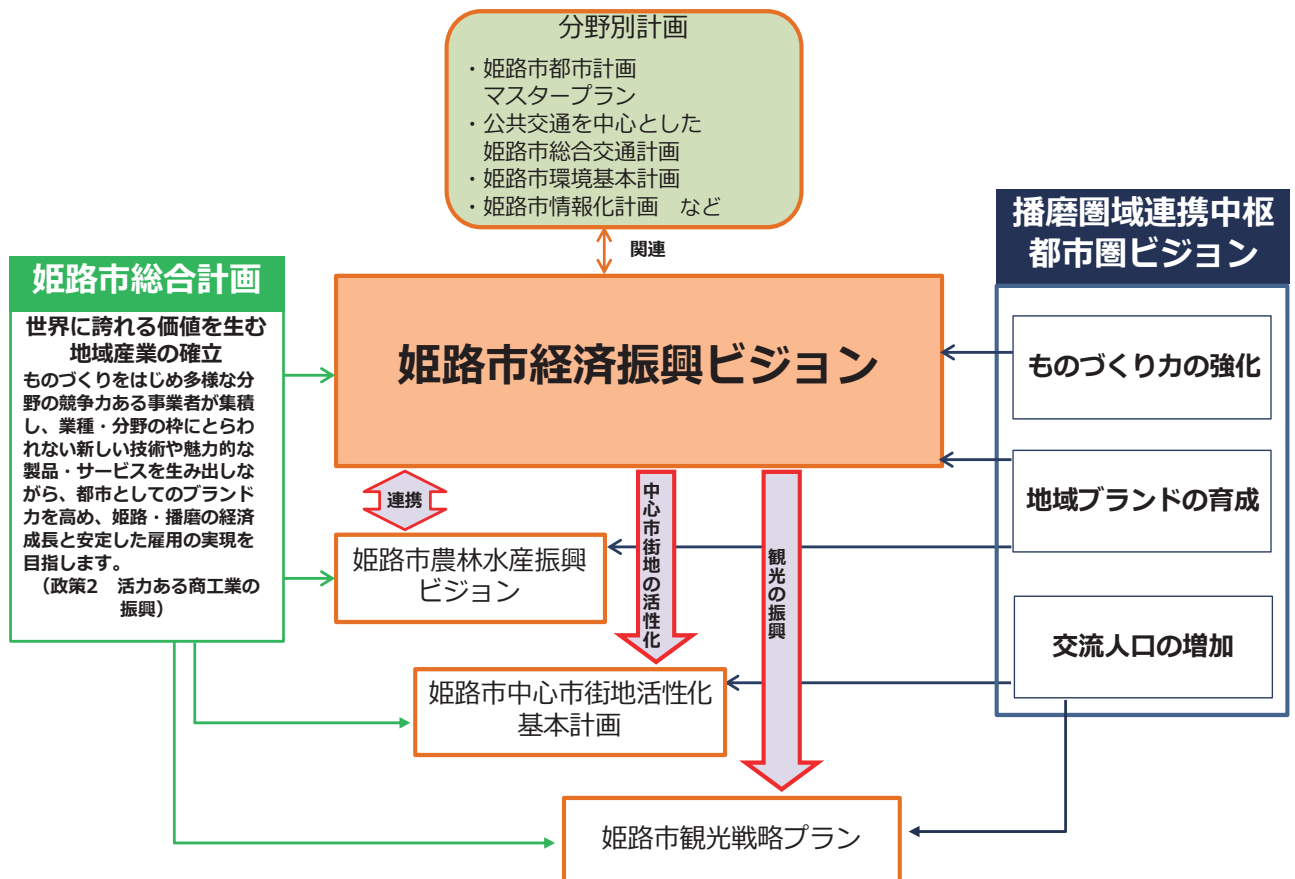 分野別計画
・姫路市都市計画
マスタープラン
・公共交通を中心とした
姫路市総合交通計画
・姫路市環境基本計画
・姫路市情報化計画　など
関連
姫路市総合計画
世界に誇れる価値を生む
地域産業の確立
ものづくりをはじめ多様な分
野の競争力ある事業者が集積
し、業種・分野の枠にとらわ
れない新しい技術や魅力的な
製品・サービスを生み出しな
がら、都市としてのブランド
力を高め、姫路・播磨の経済
成長と安定した雇用の実現を
目指します。
（政策2　活力ある商工業の
振興）
姫路市経済振興ビジョン
播磨圏域連携中枢
都市圏ビジョン
ものづくり力の強化
地域ブランドの育成
交流人口の増加
連携
中心市街地の活性化
観光の振興
姫路市農林水産振興
ビジョン
姫路市中心市街地活性化
基本計画
姫路市観光戦略プラン